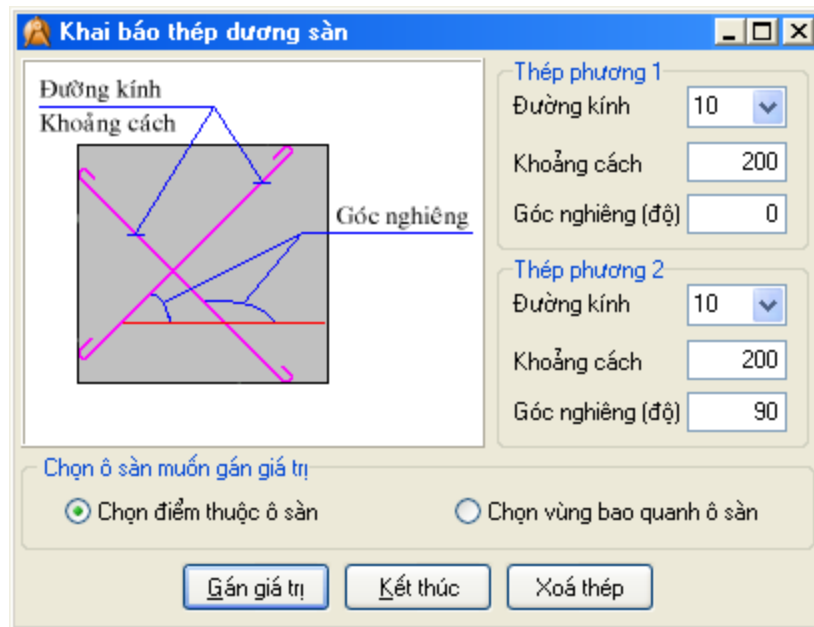 Khai báo thép dương sàn
Đường kính
Khoảng cách
Góc nghiêng
Thép phương 1
Đường kính 10
Khoảng cách 200
Góc nghiêng (độ) 0
Thép phương 2
Đường kính 10
Khoảng cách 200
Góc nghiêng (độ) 90
Chọn ô sàn muốn gán giá trị
Chọn điểm thuộc ô sàn Chọn vùng bao quanh ô sàn
Gán giá trị Kết thúc Xoá thép